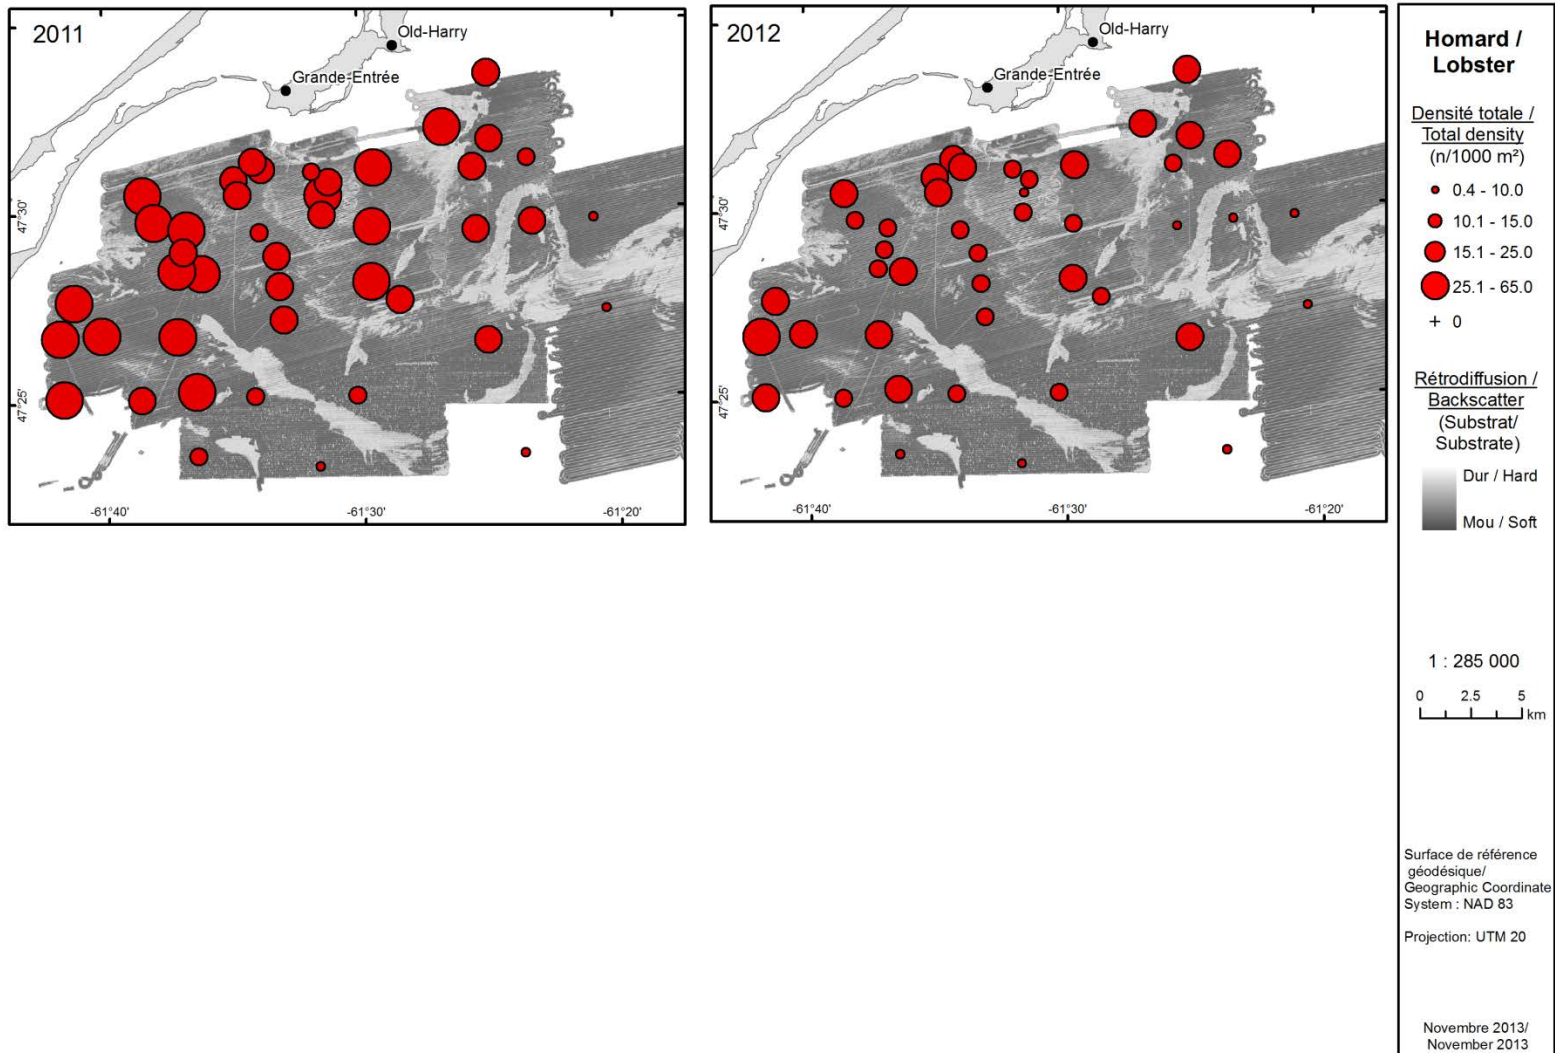 2011
Old-Harry
Grande-Entrée
47°30'
47°25'
-61°40'
-61°30'
-61°20'
2012
Old-Harry
Grande-Entrée
47°30'
47°25'
-61°40'
-61°30'
-61°20'
Homard /
Lobster
Densité totale /
Total density
(n/1000 m²)
0.4 - 10.0
10.1 - 15.0
15.1 - 25.0
25.1 - 65.0
0
Rétrodiffusion /
Backscatter
(Substrat/
Substrate)
Dur / Hard
Mou / Soft
1 : 285 000
0 2.5 5
km
Surface de référence
géodésique/
Geographic Coordinate
System : NAD 83
Projection: UTM 20
Novembre 2013/
November 2013